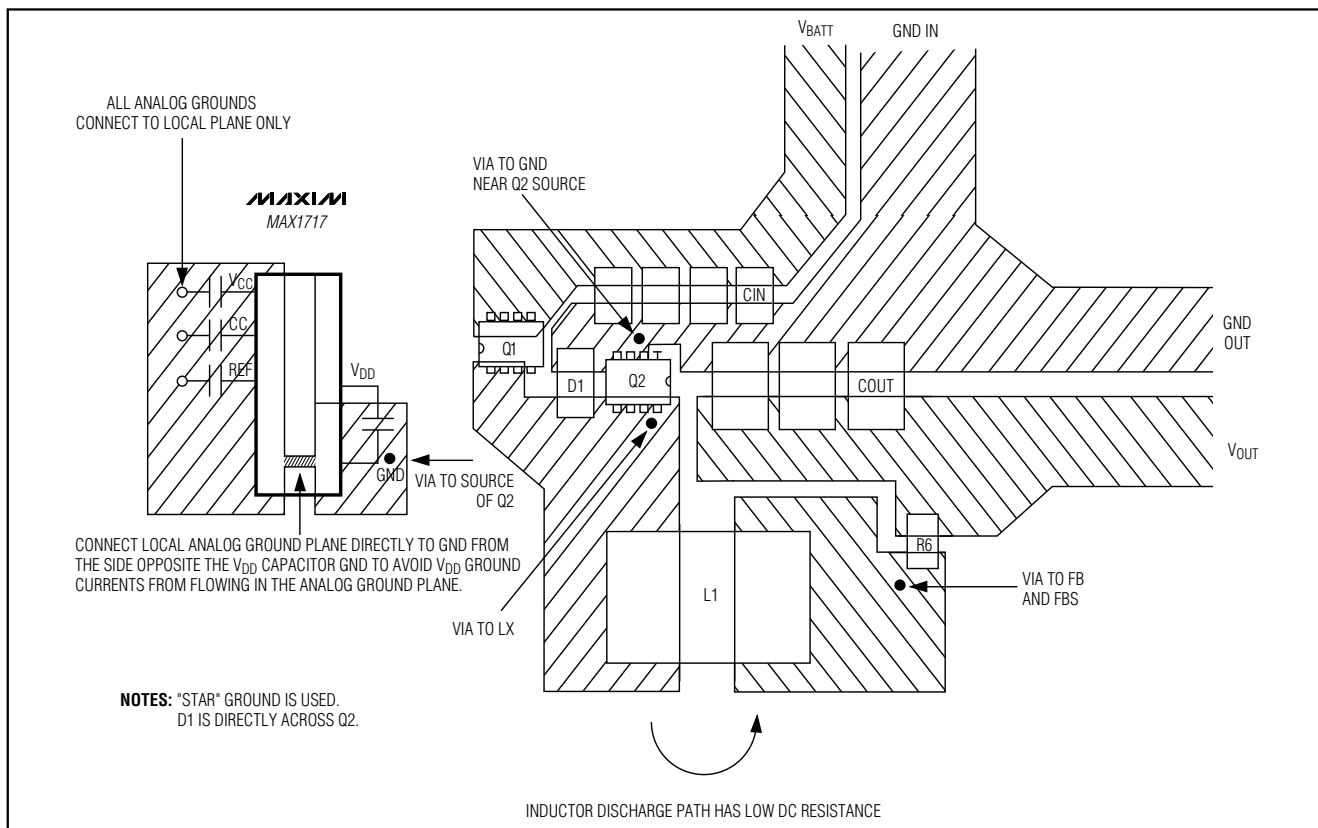 VBATT
GND IN
ALL ANALOG GROUNDS
CONNECT TO LOCAL PLANE ONLY
VIA TO GND
NEAR Q2 SOURCE
MAXIM
MAX1717
VCC
CC
REF
VDD
GND
CIN
Q1
D1
Q2
COUT
GND
OUT
VOUT
VIA TO SOURCE
OF Q2
CONNECT LOCAL ANALOG GROUND PLANE DIRECTLY TO GND FROM
THE SIDE OPPOSITE THE VDD CAPACITOR GND TO AVOID VDD GROUND
CURRENTS FROM FLOWING IN THE ANALOG GROUND PLANE.
R6
L1
VIA TO FB
AND FBS
VIA TO LX
NOTES: "STAR" GROUND IS USED.
D1 IS DIRECTLY ACROSS Q2.
INDUCTOR DISCHARGE PATH HAS LOW DC RESISTANCE